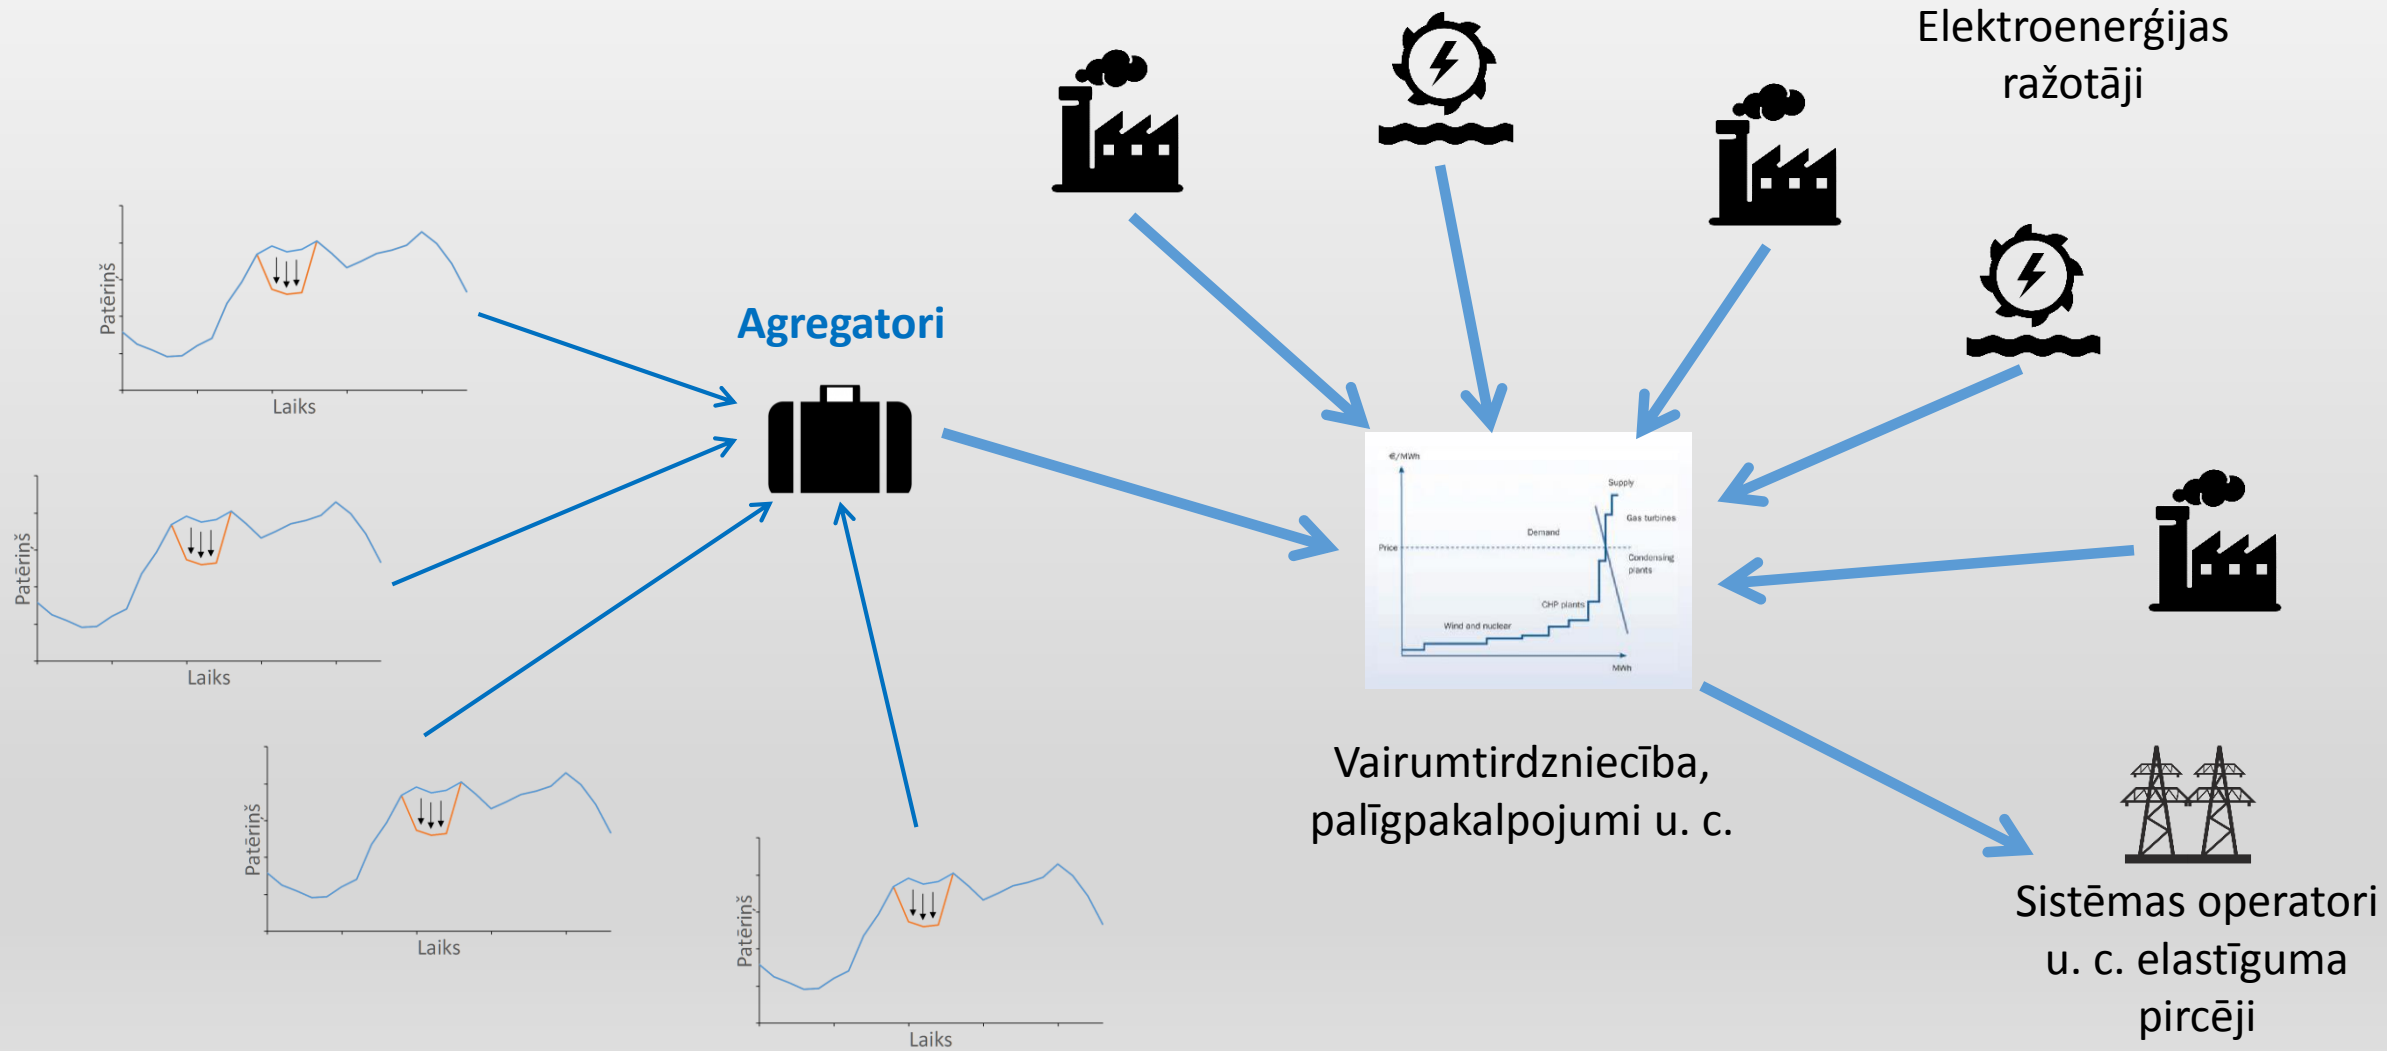 Elektroenerģijas
ražotāji
Patēriņš
Laiks
Agregatori
Patēriņš
Laiks
€/MWh
Supply
Gas turbines
Demand
Price
Condensing
plants
CHP plants
Wind and nuclear
MWh
Vairumtirdzniecība,
palīgpakalpojumi u. c.
Patēriņš
Laiks
Patēriņš
Laiks
Sistēmas operatori
u. c. elastīguma
pircēji